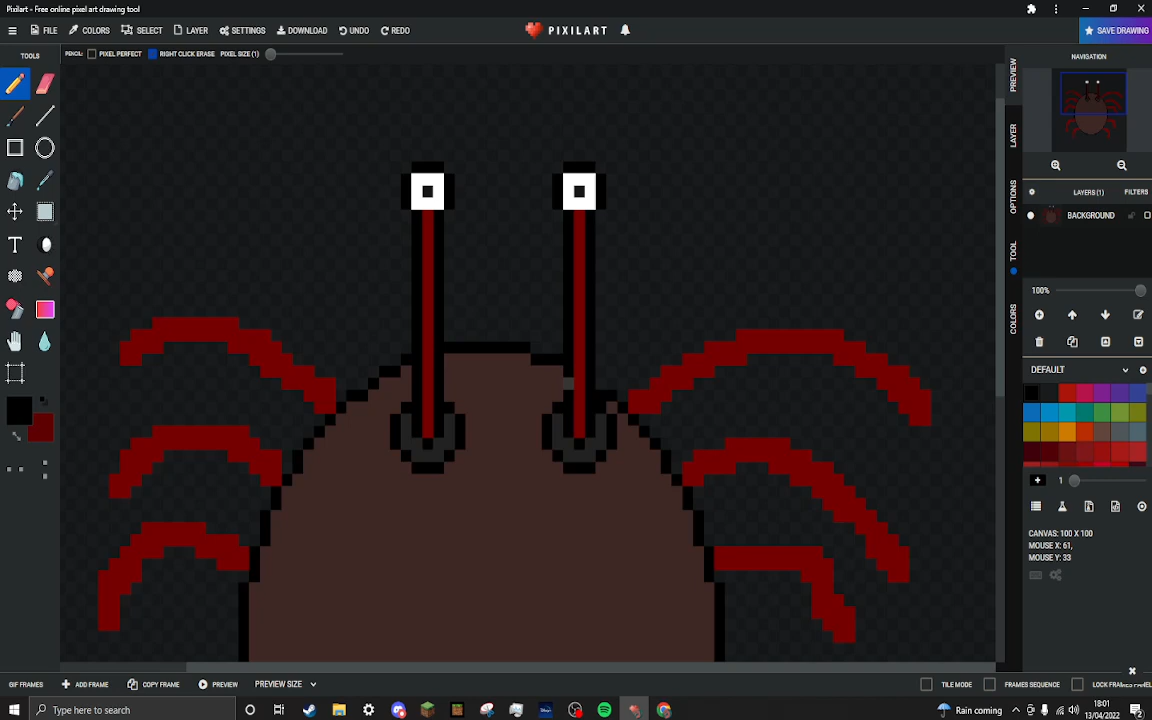 Pixilart - Free online pixel art drawing tool
FILE COLORS SELECT LAYER SETTINGS DOWNLOAD UNDO REDO PIXILART SAVE DRAWING
TOOLS
PENCIL: PIXEL PERFECT RIGHT CLICK ERASE PIXEL SIZE (1)
NAVIGATION
PREVIEW
LAYER
OPTIONS
TOOL
COLORS
LAYERS (1) FILTERS
BACKGROUND
100%
DEFAULT
+ 1
CANVAS: 100 X 100
MOUSE X: 61,
MOUSE Y: 33
GIF FRAMES ADD FRAME COPY FRAME PREVIEW PREVIEW SIZE
TILE MODE FRAMES SEQUENCE LOCK FRAMES PANEL
Type here to search
Rain coming
18:01
13/04/2022
2